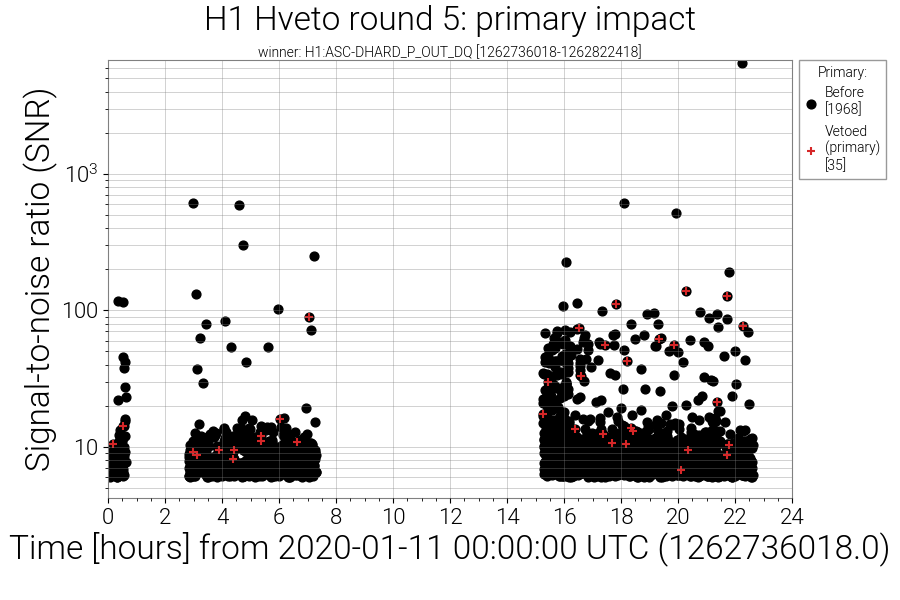 H1 Hveto round 5: primary impact
winner: H1:ASC-DHARD_P_OUT_DQ [1262736018-1262822418]
Signal-to-noise ratio (SNR)
10³
100
10
0 2 4 6 8 10 12 14 16 18 20 22 24
Time [hours] from 2020-01-11 00:00:00 UTC (1262736018.0)
Primary:
Before
[1968]
Vetoed
(primary)
[35]